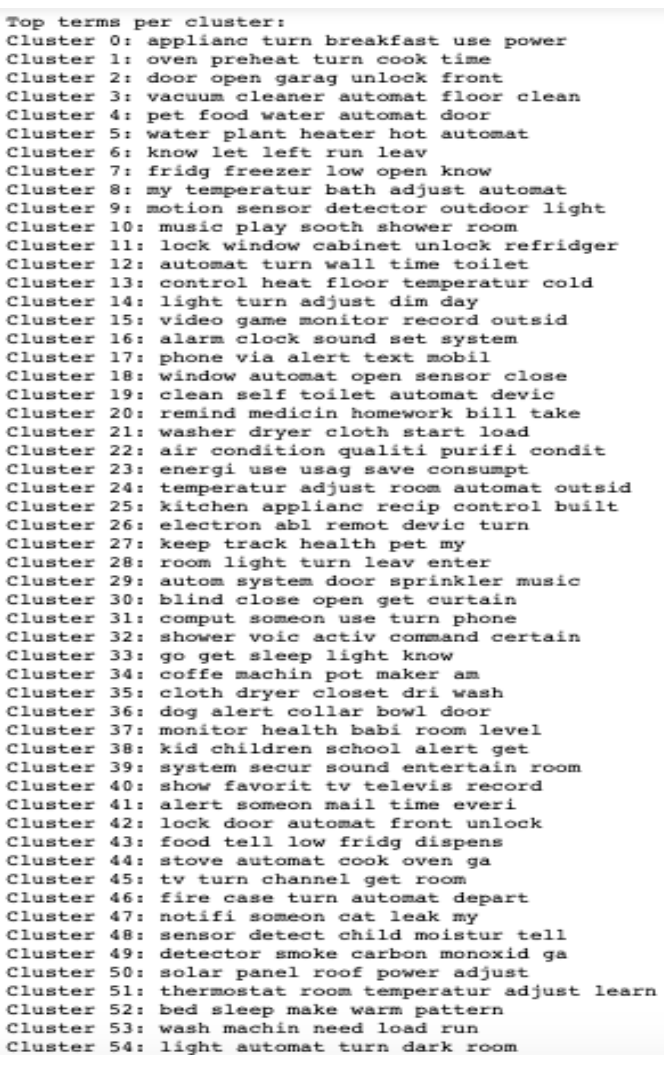 Top terms per cluster:
Cluster 0: applianc turn breakfast use power
Cluster 1: oven preheat turn cook time
Cluster 2: door open garag unlock front
Cluster 3: vacuum cleaner automat floor clean
Cluster 4: pet food water automat door
Cluster 5: water plant heater hot automat
Cluster 6: know let left run leav
Cluster 7: fridg freezer low open know
Cluster 8: my temperatur bath adjust automat
Cluster 9: motion sensor detector outdoor light
Cluster 10: music play sooth shower room
Cluster 11: lock window cabinet unlock refridger
Cluster 12: automat turn wall time toilet
Cluster 13: control heat floor temperatur cold
Cluster 14: light turn adjust dim day
Cluster 15: video game monitor record outsid
Cluster 16: alarm clock sound set system
Cluster 17: phone via alert text mobil
Cluster 18: window automat open sensor close
Cluster 19: clean self toilet automat devic
Cluster 20: remind medicin homework bill take
Cluster 21: washer dryer cloth start load
Cluster 22: air condition qualiti purifi condit
Cluster 23: energi use usag save consumpt
Cluster 24: temperatur adjust room automat outsid
Cluster 25: kitchen applianc recip control built
Cluster 26: electron abl remot devic turn
Cluster 27: keep track health pet my
Cluster 28: room light turn leav enter
Cluster 29: autom system door sprinkler music
Cluster 30: blind close open get curtain
Cluster 31: comput someon use turn phone
Cluster 32: shower voic activ command certain
Cluster 33: go get sleep light know
Cluster 34: coffe machin pot maker am
Cluster 35: cloth dryer closet dri wash
Cluster 36: dog alert collar bowl door
Cluster 37: monitor health babi room level
Cluster 38: kid children school alert get
Cluster 39: system secur sound entertain room
Cluster 40: show favorit tv televis record
Cluster 41: alert someon mail time everi
Cluster 42: lock door automat front unlock
Cluster 43: food tell low fridg dispens
Cluster 44: stove automat cook oven ga
Cluster 45: tv turn channel get room
Cluster 46: fire case turn automat depart
Cluster 47: notifi someon cat leak my
Cluster 48: sensor detect child moistur tell
Cluster 49: detector smoke carbon monoxid ga
Cluster 50: solar panel roof power adjust
Cluster 51: thermostat room temperatur adjust learn
Cluster 52: bed sleep make warm pattern
Cluster 53: wash machin need load run
Cluster 54: light automat turn dark room